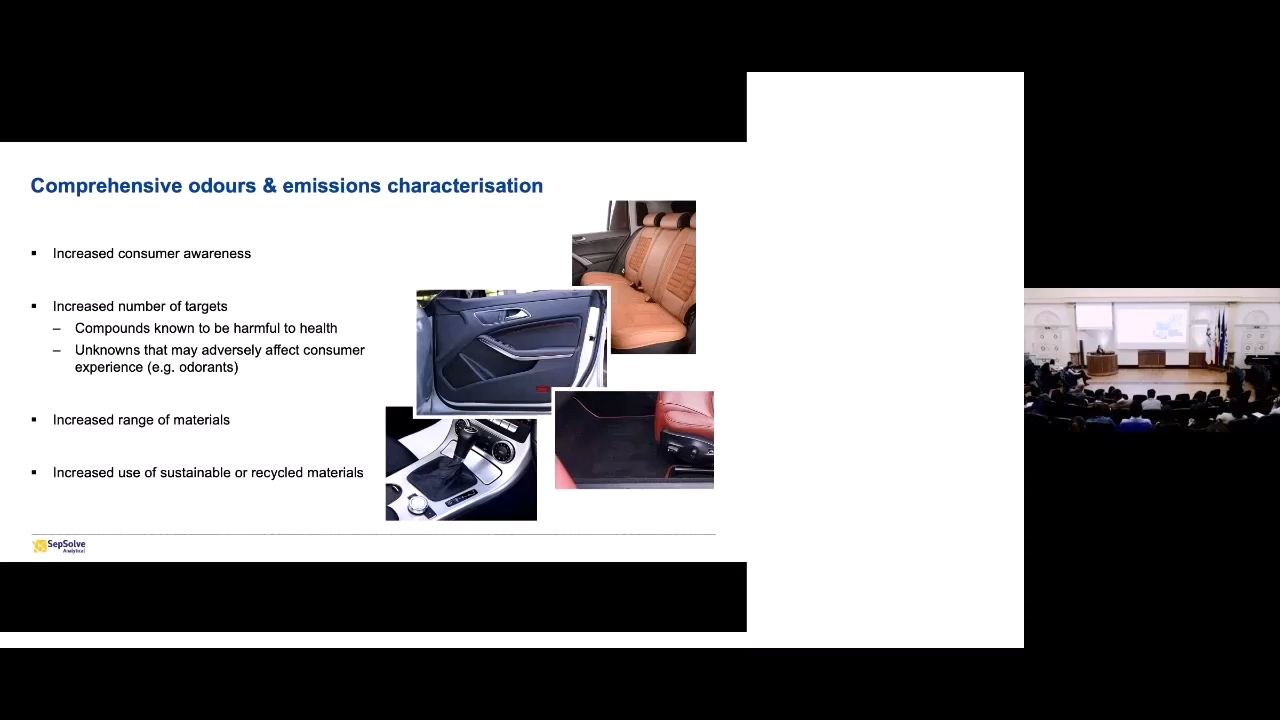 Comprehensive odours & emissions characterisation
▪ Increased consumer awareness
▪ Increased number of targets
– Compounds known to be harmful to health
– Unknowns that may adversely affect consumer
experience (e.g. odorants)
▪ Increased range of materials
▪ Increased use of sustainable or recycled materials
SepSolve
Analytical